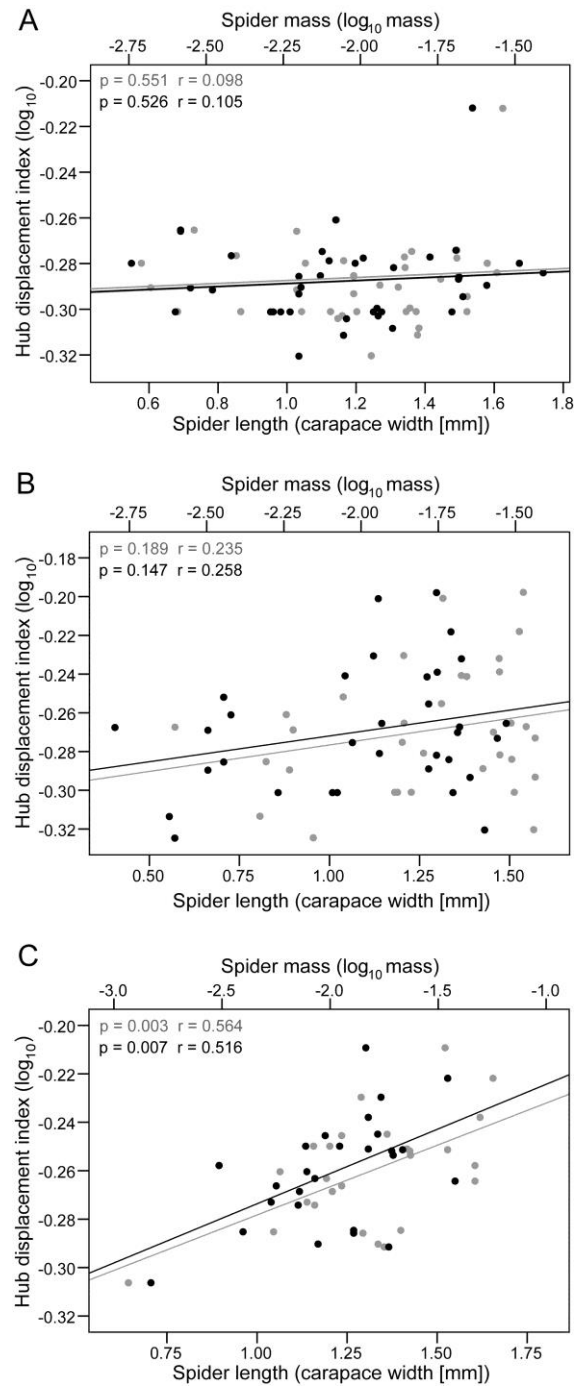 A
Spider mass (log10 mass)
-2.75 -2.50 -2.25 -2.00 -1.75 -1.50
p = 0.551 r = 0.098
p = 0.526 r = 0.105
Hub displacement index (log10)
-0.20
-0.22
-0.24
-0.26
-0.28
-0.30
-0.32
0.6 0.8 1.0 1.2 1.4 1.6 1.8
Spider length (carapace width [mm])
B
Spider mass (log10 mass)
-2.75 -2.50 -2.25 -2.00 -1.75 -1.50
p = 0.189 r = 0.235
p = 0.147 r = 0.258
Hub displacement index (log10)
-0.18
-0.20
-0.22
-0.24
-0.26
-0.28
-0.30
-0.32
0.50 0.75 1.00 1.25 1.50
Spider length (carapace width [mm])
C
Spider mass (log10 mass)
-3.0 -2.5 -2.0 -1.5 -1.0 -0.9
p = 0.003 r = 0.564
p = 0.007 r = 0.516
Hub displacement index (log10)
-0.20
-0.22
-0.24
-0.26
-0.28
-0.30
-0.32
0.75 1.00 1.25 1.50 1.75
Spider length (carapace width [mm])